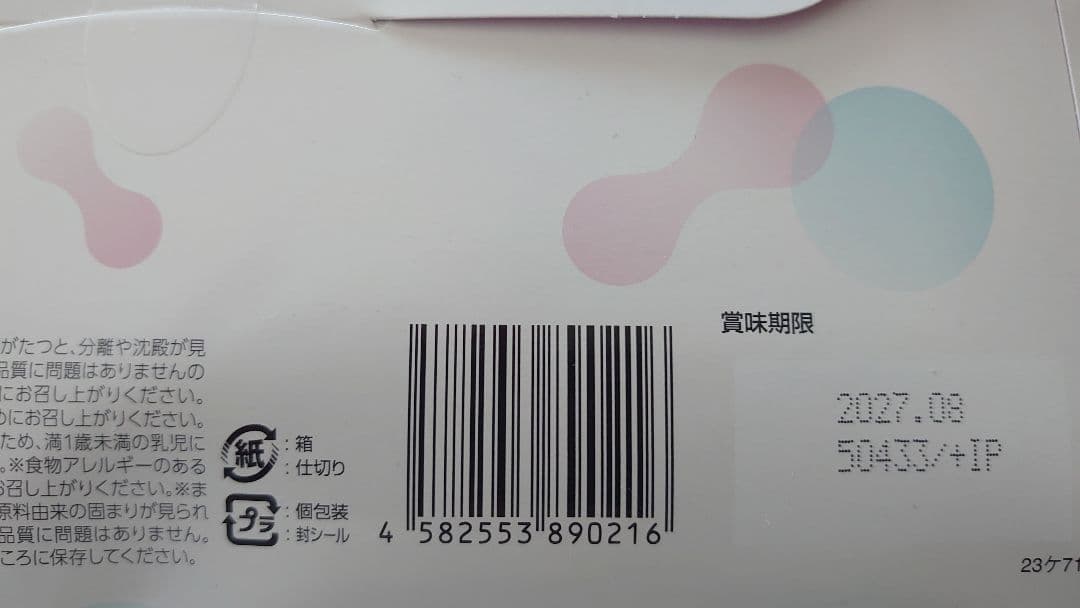 がたつと、分離や沈殿が見
品質に問題はありませんの
にお召し上がりください。
めにお召し上がりください。
ため、満1歳未満の乳児に
。※食物アレルギーのある
お召し上がりください。※ま
原料由来の固まりが見られ
品質に問題はありません。
ころに保存してください。
紙：箱
：仕切り
プラ：個包装
：封シール
4 582553 890216
賞味期限
2027.08
50433/+IP
23ケ71